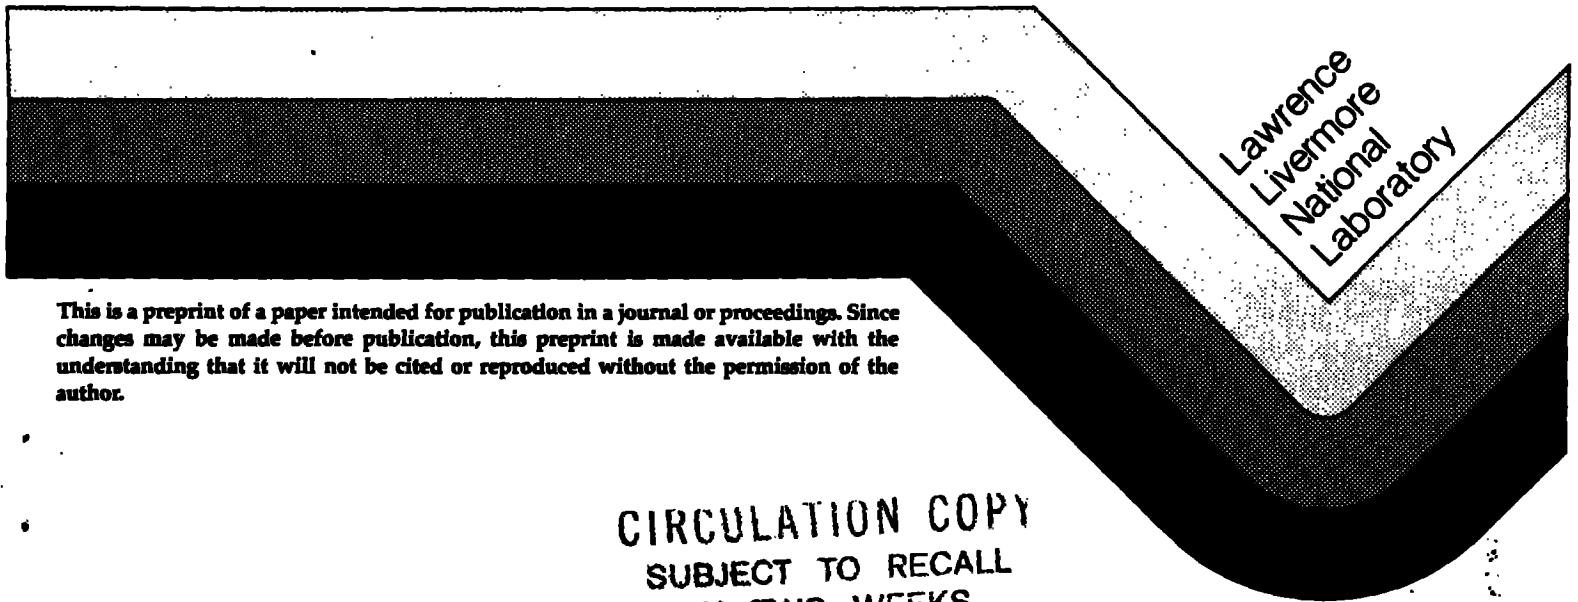 Lawrence
Livermore
National
Laboratory
This is a preprint of a paper intended for publication in a journal or proceedings. Since
changes may be made before publication, this preprint is made available with the
understanding that it will not be cited or reproduced without the permission of the
author.
CIRCULATION COPY
SUBJECT TO RECALL
WEEKS